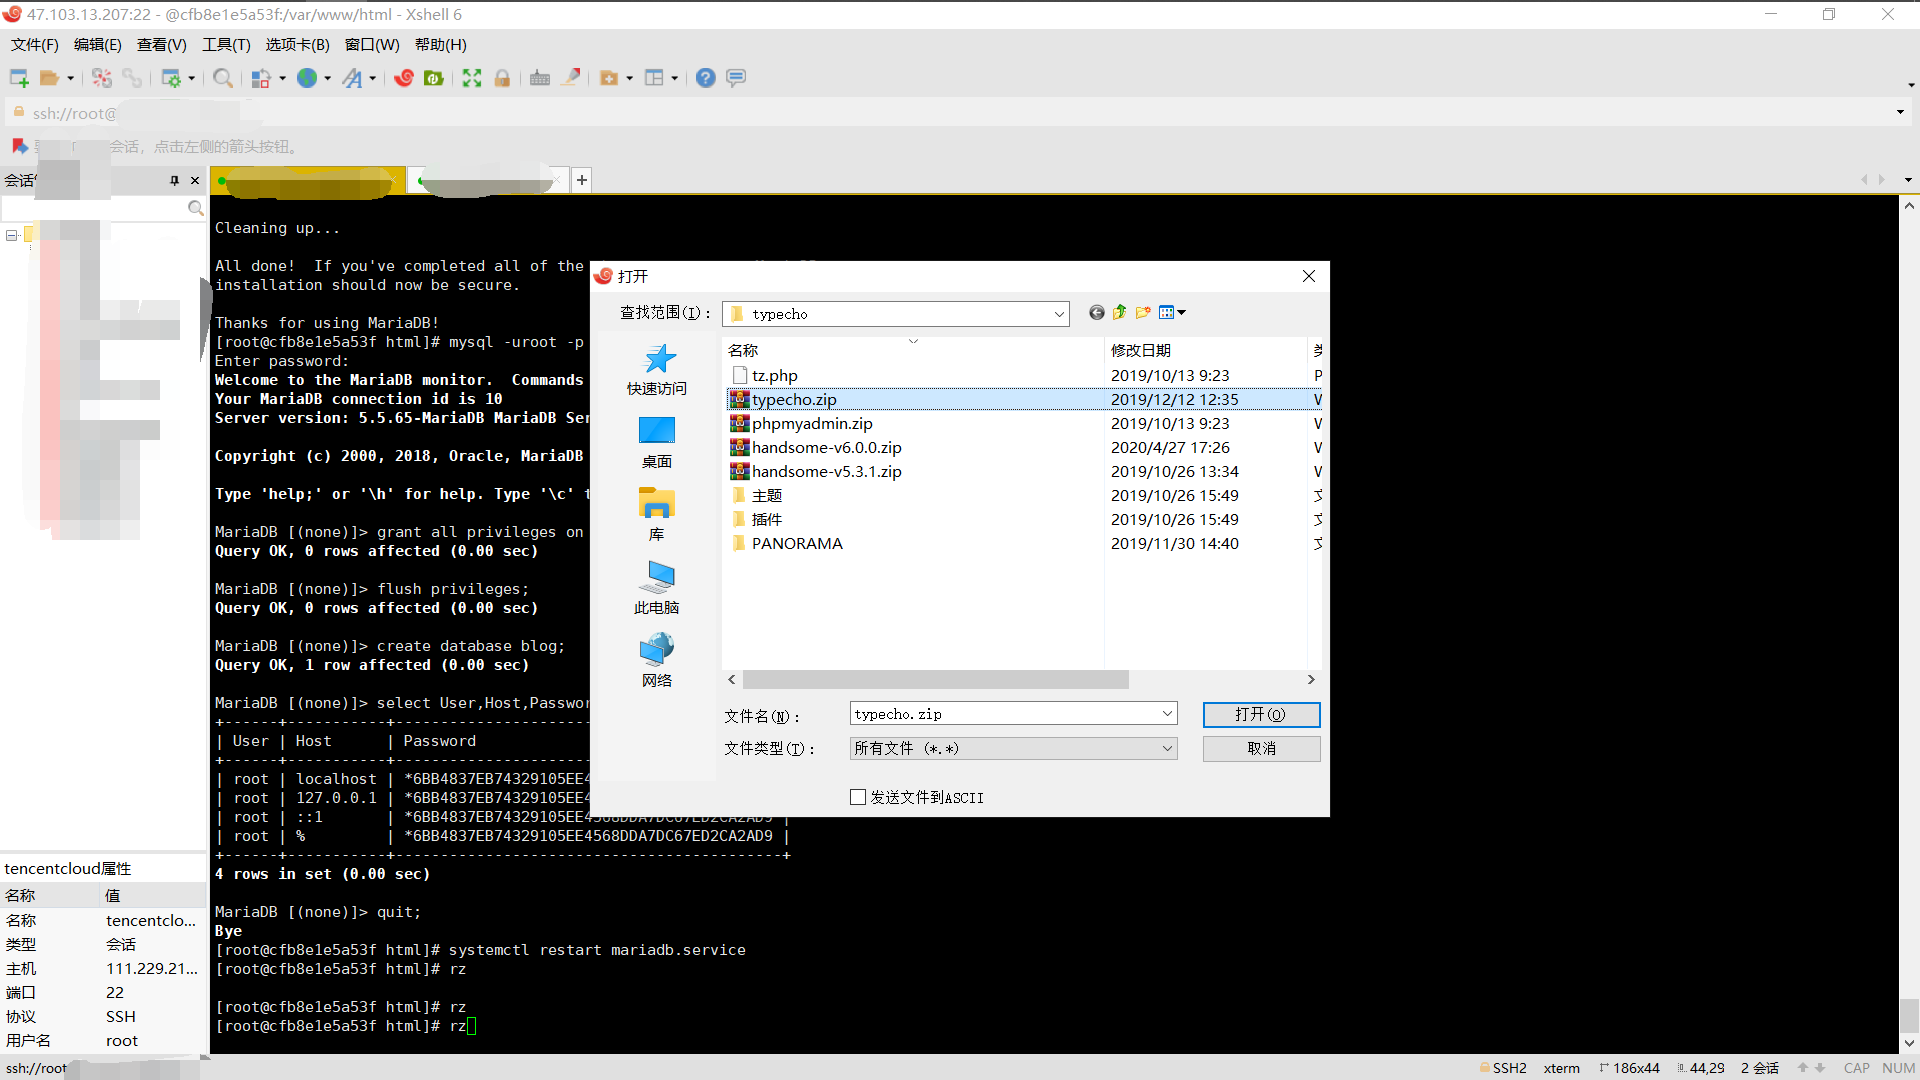 47.103.13.207:22 - @cfb8e1e5a53f:/var/www/html - Xshell 6
文件(F) 编辑(E) 查看(V) 工具(T) 选项卡(B) 窗口(W) 帮助(H)
ssh://root@
会话，点击左侧的箭头按钮。
会话
Cleaning up...
All done! If you've completed all of the
installation should now be secure.
Thanks for using MariaDB!
[root@cfb8e1e5a53f html]# mysql -uroot -p
Enter password:
Welcome to the MariaDB monitor. Commands
Your MariaDB connection id is 10
Server version: 5.5.65-MariaDB MariaDB Ser
Copyright (c) 2000, 2018, Oracle, MariaDB
Type 'help;' or '\h' for help. Type '\c' t
MariaDB [(none)]> grant all privileges on
Query OK, 0 rows affected (0.00 sec)
MariaDB [(none)]> flush privileges;
Query OK, 0 rows affected (0.00 sec)
MariaDB [(none)]> create database blog;
Query OK, 1 row affected (0.00 sec)
MariaDB [(none)]> select User,Host,Passwor
+------+-----------+----------------------
| User | Host | Password
+------+-----------+----------------------
| root | localhost | *6BB4837EB74329105EE4
| root | 127.0.0.1 | *6BB4837EB74329105EE4
| root | ::1 | *6BB4837EB74329105EE4568DDA7DC67ED2CA2AD9 |
| root | % | *6BB4837EB74329105EE4568DDA7DC67ED2CA2AD9 |
+------+-----------+-------------------------------------------+
4 rows in set (0.00 sec)
MariaDB [(none)]> quit;
Bye
[root@cfb8e1e5a53f html]# systemctl restart mariadb.service
[root@cfb8e1e5a53f html]# rz
[root@cfb8e1e5a53f html]# rz
[root@cfb8e1e5a53f html]# rz
打开
查找范围(I)： typecho
快速访问
桌面
库
此电脑
网络
名称 修改日期
tz.php 2019/10/13 9:23 P
typecho.zip 2019/12/12 12:35 W
phpmyadmin.zip 2019/10/13 9:23 W
handsome-v6.0.0.zip 2020/4/27 17:26 W
handsome-v5.3.1.zip 2019/10/26 13:34 W
主题 2019/10/26 15:49
插件 2019/10/26 15:49
PANORAMA 2019/11/30 14:40
文件名(N)： typecho.zip 打开(O)
文件类型(T)： 所有文件 (*.*) 取消
发送文件到ASCII
tencentcloud属性
名称 值
名称 tencentclo...
类型 会话
主机 111.229.21...
端口 22
协议 SSH
用户名 root
ssh://root
SSH2 xterm 186x44 44,29 2 会话 CAP NUM